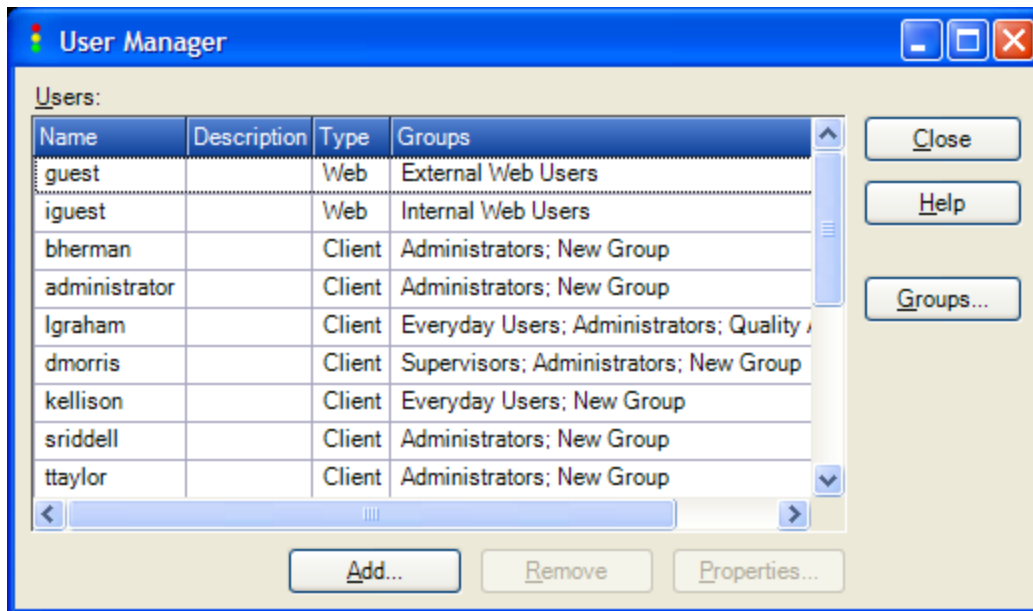 User Manager
Users:
Name Description Type Groups
guest Web External Web Users
iguest Web Internal Web Users
bherman Client Administrators; New Group
administrator Client Administrators; New Group
lgraham Client Everyday Users; Administrators; Quality
dmorris Client Supervisors; Administrators; New Group
kellison Client Everyday Users; New Group
sriddell Client Administrators; New Group
ttaylor Client Administrators; New Group
Close
Help
Groups...
Add... Remove Properties...